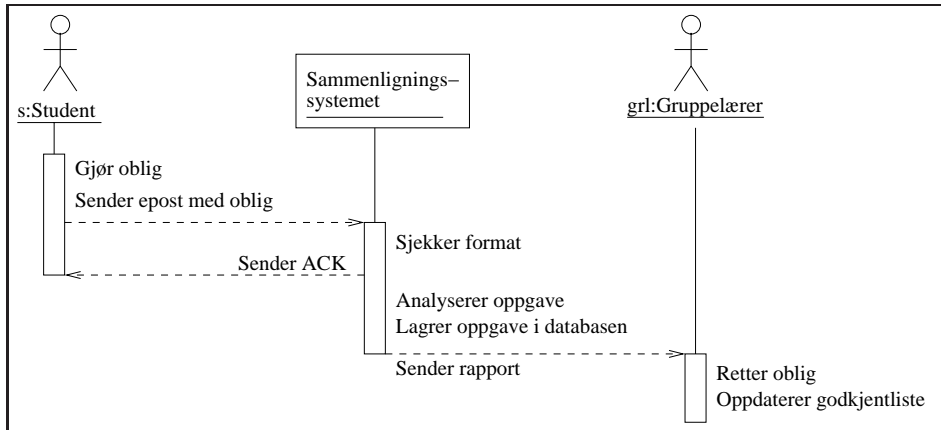 Sammenlignings–
systemet
s:Student
grl:Gruppelærer
Gjør oblig
Sender epost med oblig
Sjekker format
Sender ACK
Analyserer oppgave
Lagrer oppgave i databasen
Sender rapport
Retter oblig
Oppdaterer godkjentliste